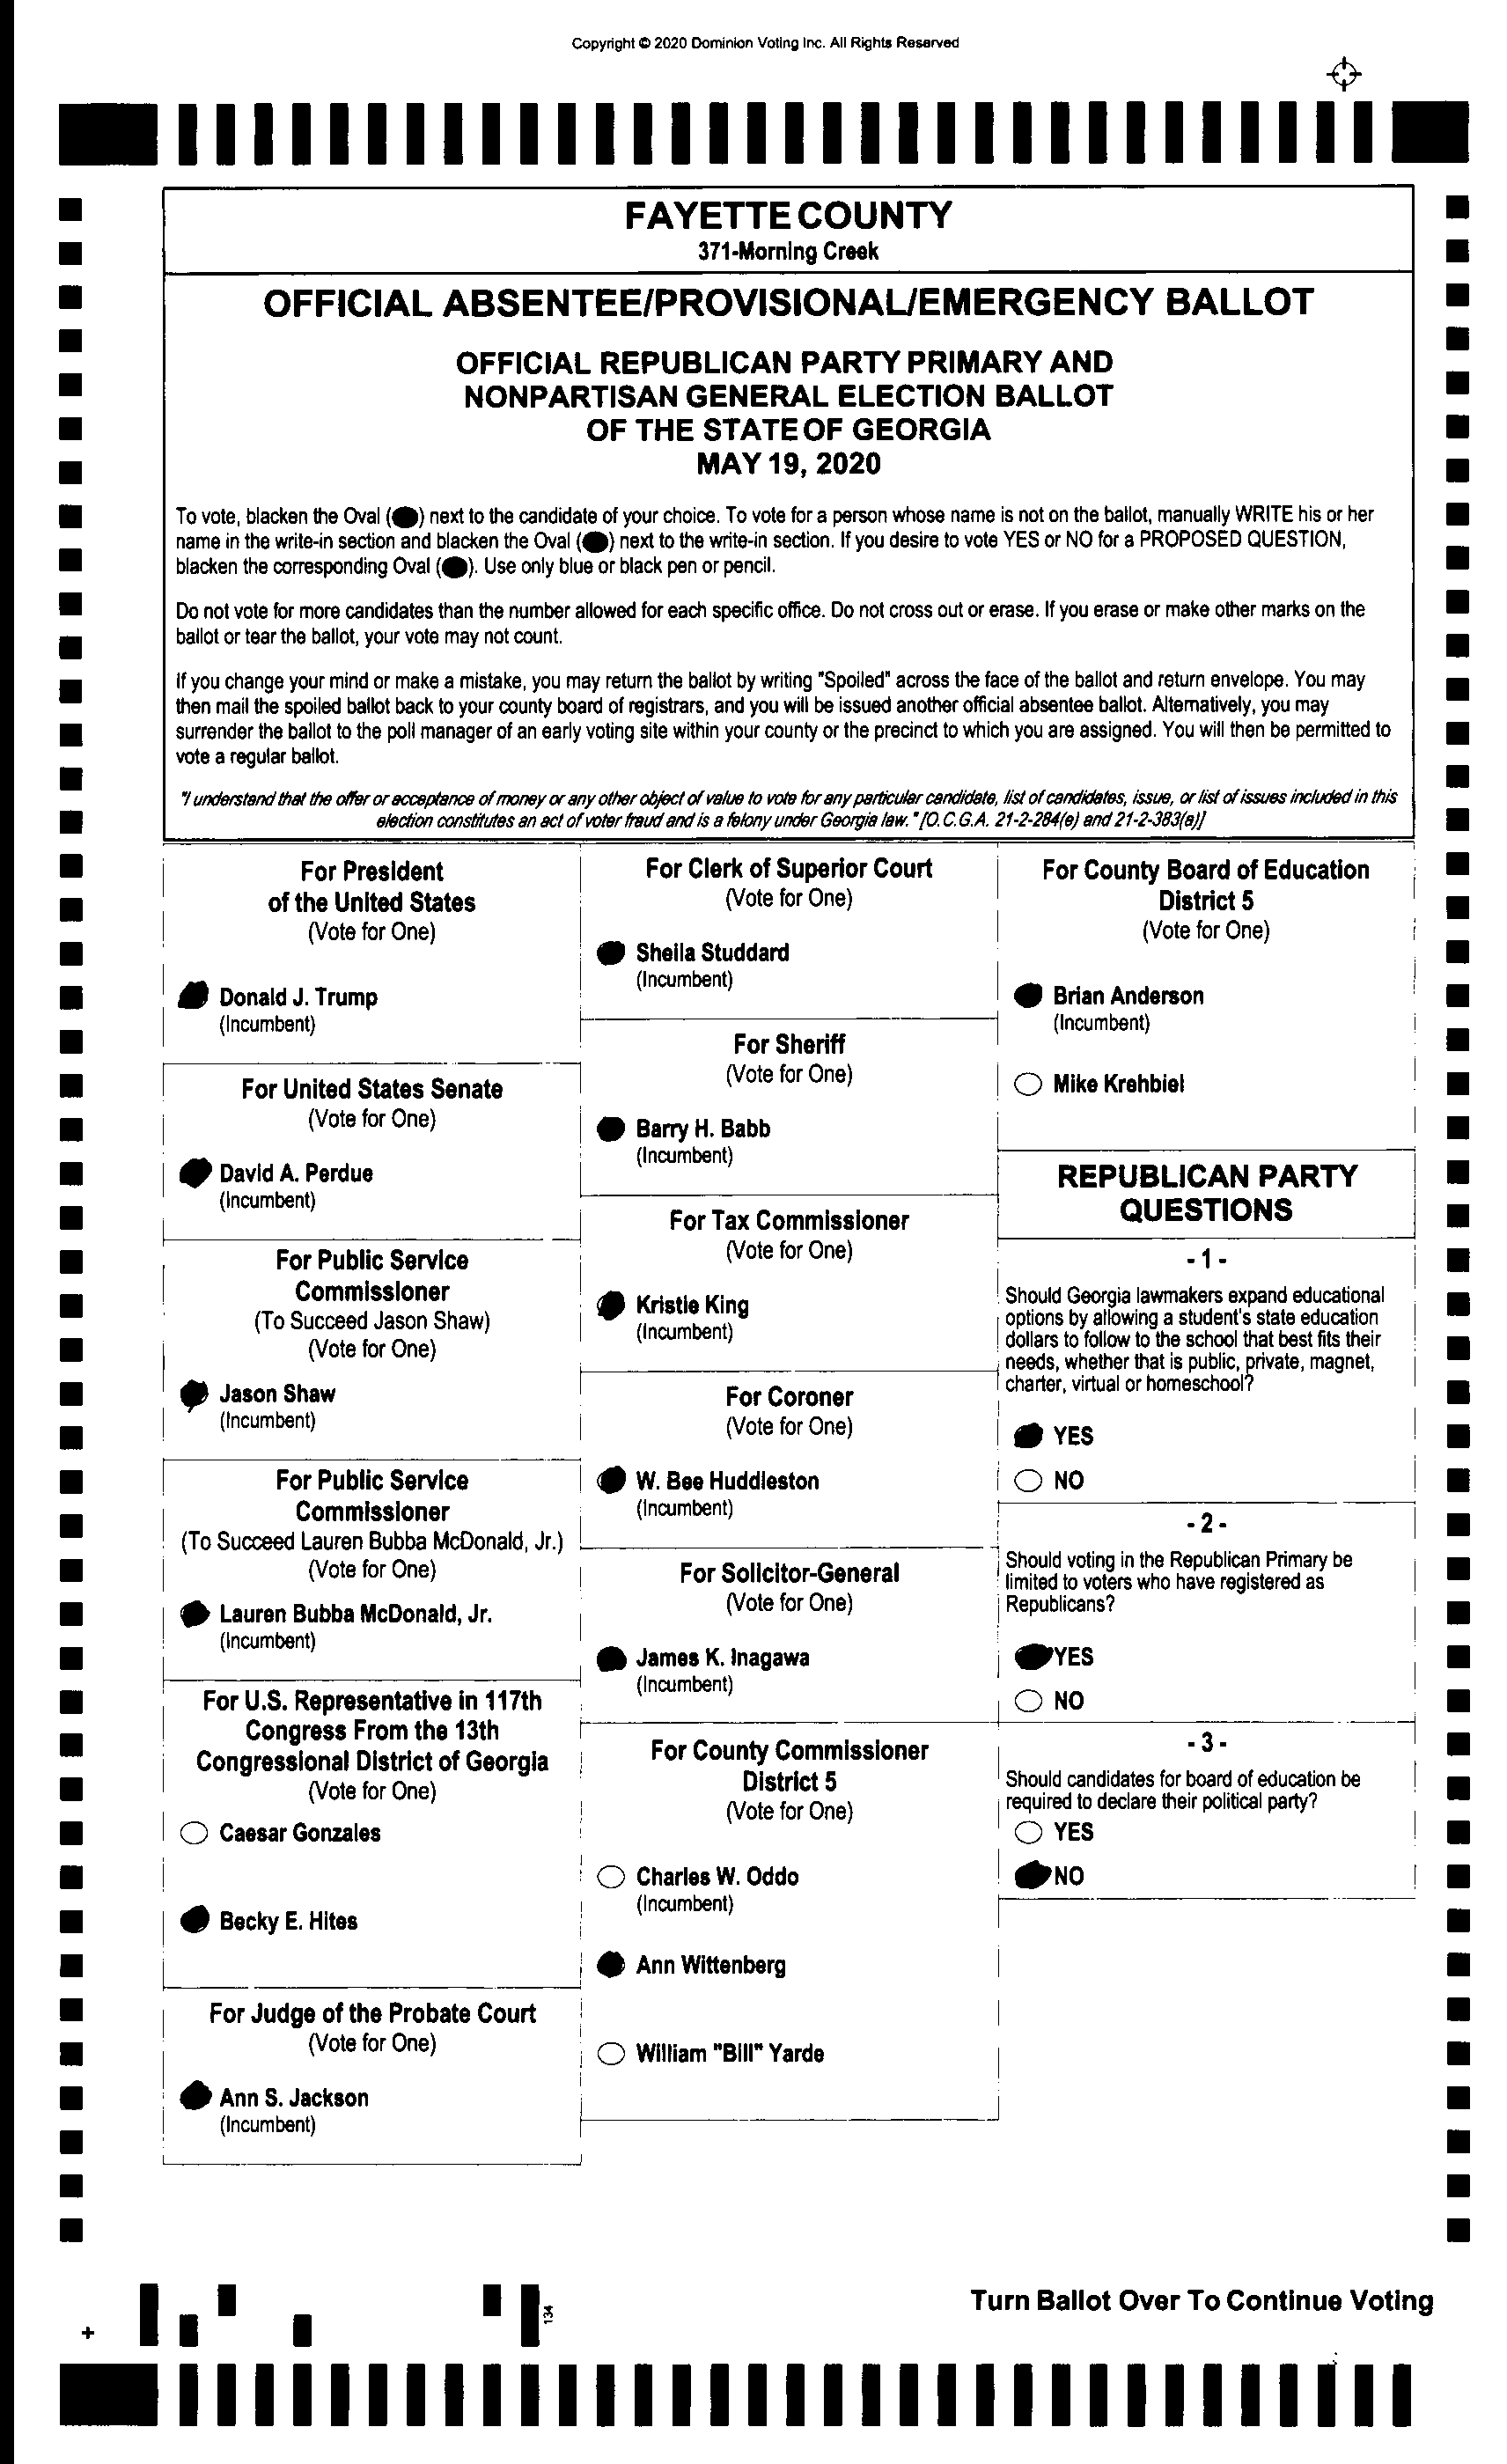 Copyright © 2020 Dominion Voting Inc. All Rights Reserved
FAYETTE COUNTY
371-Morning Creek
OFFICIAL ABSENTEE/PROVISIONAL/EMERGENCY BALLOT
OFFICIAL REPUBLICAN PARTY PRIMARY AND
NONPARTISAN GENERAL ELECTION BALLOT
OF THE STATE OF GEORGIA
MAY 19, 2020
To vote, blacken the Oval ( ) next to the candidate of your choice. To vote for a person whose name is not on the ballot, manually WRITE his or her
name in the write-in section and blacken the Oval ( ) next to the write-in section. If you desire to vote YES or NO for a PROPOSED QUESTION,
blacken the corresponding Oval ( ). Use only blue or black pen or pencil.
Do not vote for more candidates than the number allowed for each specific office. Do not cross out or erase. If you erase or make other marks on the
ballot or tear the ballot, your vote may not count.
If you change your mind or make a mistake, you may return the ballot by writing "Spoiled" across the face of the ballot and return envelope. You may
then mail the spoiled ballot back to your county board of registrars, and you will be issued another official absentee ballot. Alternatively, you may
surrender the ballot to the poll manager of an early voting site within your county or the precinct to which you are assigned. You will then be permitted to
vote a regular ballot.
"I understand that the offer or acceptance of money or any other object of value to vote for any particular candidate, list of candidates, issue, or list of issues included in this
election constitutes an act of voter fraud and is a felony under Georgia law." [O.C.G.A. 21-2-284(e) and 21-2-383(a)]
For President
of the United States
(Vote for One)
Donald J. Trump
(Incumbent)
For United States Senate
(Vote for One)
David A. Perdue
(Incumbent)
For Public Service
Commissioner
(To Succeed Jason Shaw)
(Vote for One)
Jason Shaw
(Incumbent)
For Public Service
Commissioner
(To Succeed Lauren Bubba McDonald, Jr.)
(Vote for One)
Lauren Bubba McDonald, Jr.
(Incumbent)
For U.S. Representative in 117th
Congress From the 13th
Congressional District of Georgia
(Vote for One)
Caesar Gonzales
Becky E. Hites
For Judge of the Probate Court
(Vote for One)
Ann S. Jackson
(Incumbent)
For Clerk of Superior Court
(Vote for One)
Sheila Studdard
(Incumbent)
For Sheriff
(Vote for One)
Barry H. Babb
(Incumbent)
For Tax Commissioner
(Vote for One)
Kristie King
(Incumbent)
For Coroner
(Vote for One)
W. Bee Huddleston
(Incumbent)
For Solicitor-General
(Vote for One)
James K. Inagawa
(Incumbent)
For County Commissioner
District 5
(Vote for One)
Charles W. Oddo
(Incumbent)
Ann Wittenberg
William "Bill" Yarde
For County Board of Education
District 5
(Vote for One)
Brian Anderson
(Incumbent)
Mike Krehbiel
REPUBLICAN PARTY
QUESTIONS
- 1 -
Should Georgia lawmakers expand educational
options by allowing a student's state education
dollars to follow to the school that best fits their
needs, whether that is public, private, magnet,
charter, virtual or homeschool?
YES
NO
- 2 -
Should voting in the Republican Primary be
limited to voters who have registered as
Republicans?
YES
NO
- 3 -
Should candidates for board of education be
required to declare their political party?
YES
NO
134
Turn Ballot Over To Continue Voting